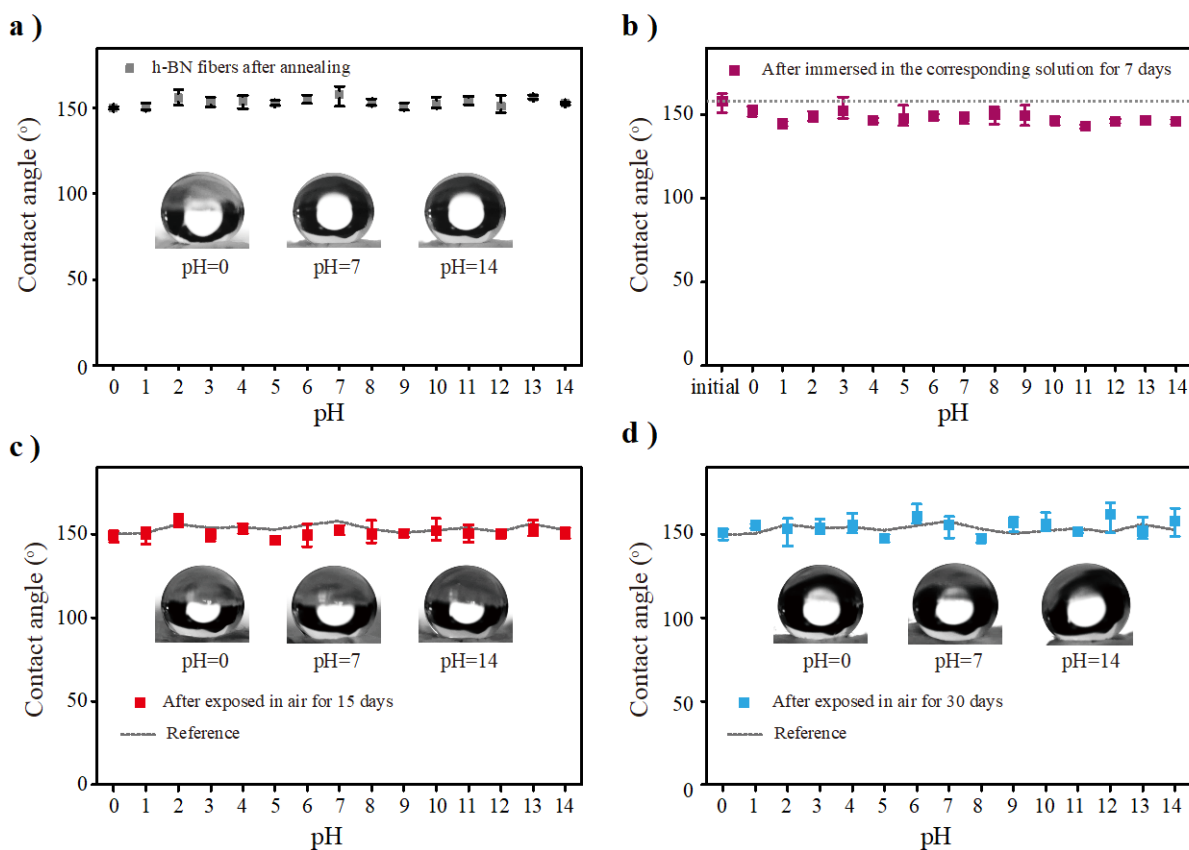 a )
h-BN fibers after annealing
Contact angle (°)
150
100
50
0
pH=0 pH=7 pH=14
0 1 2 3 4 5 6 7 8 9 10 11 12 13 14
pH
b )
After immersed in the corresponding solution for 7 days
Contact angle (°)
150
100
50
0
initial 0 1 2 3 4 5 6 7 8 9 10 11 12 13 14
pH
c )
Contact angle (°)
150
100
50
0
pH=0 pH=7 pH=14
After exposed in air for 15 days
Reference
0 1 2 3 4 5 6 7 8 9 10 11 12 13 14
pH
d )
Contact angle (°)
150
100
50
0
pH=0 pH=7 pH=14
After exposed in air for 30 days
Reference
0 1 2 3 4 5 6 7 8 9 10 11 12 13 14
pH